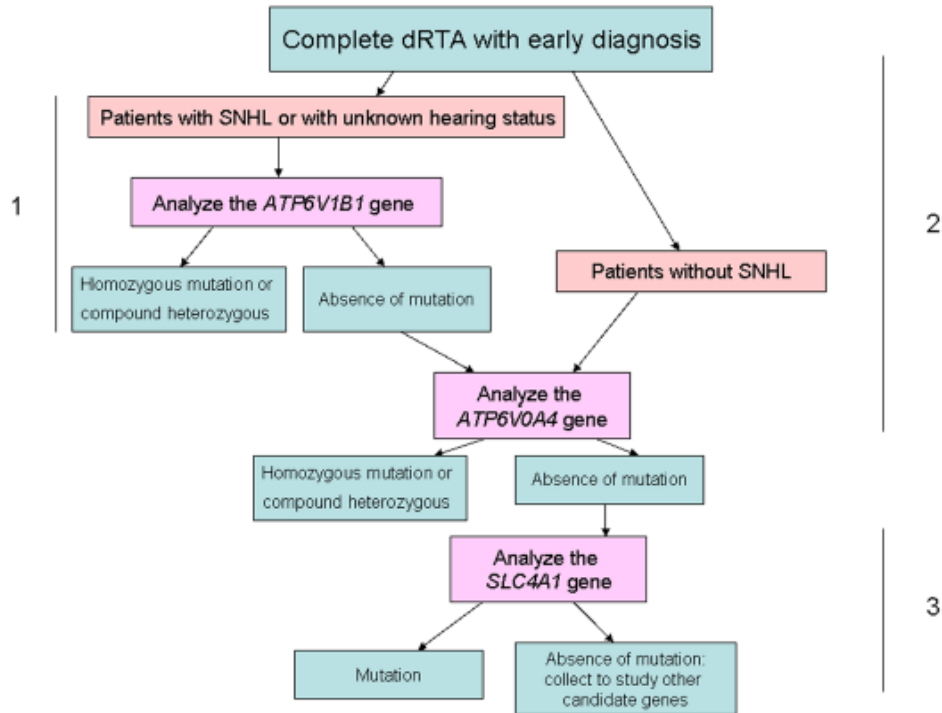 Complete dRTA with early diagnosis
Patients with SNHL or with unknown hearing status
1
Analyze the ATP6V1B1 gene
2
Homozygous mutation or
compound heterozygous
Absence of mutation
Patients without SNHL
Analyze the
ATP6V0A4 gene
Homozygous mutation or
compound heterozygous
Absence of mutation
Analyze the
SLC4A1 gene
3
Mutation
Absence of mutation:
collect to study other
candidate genes